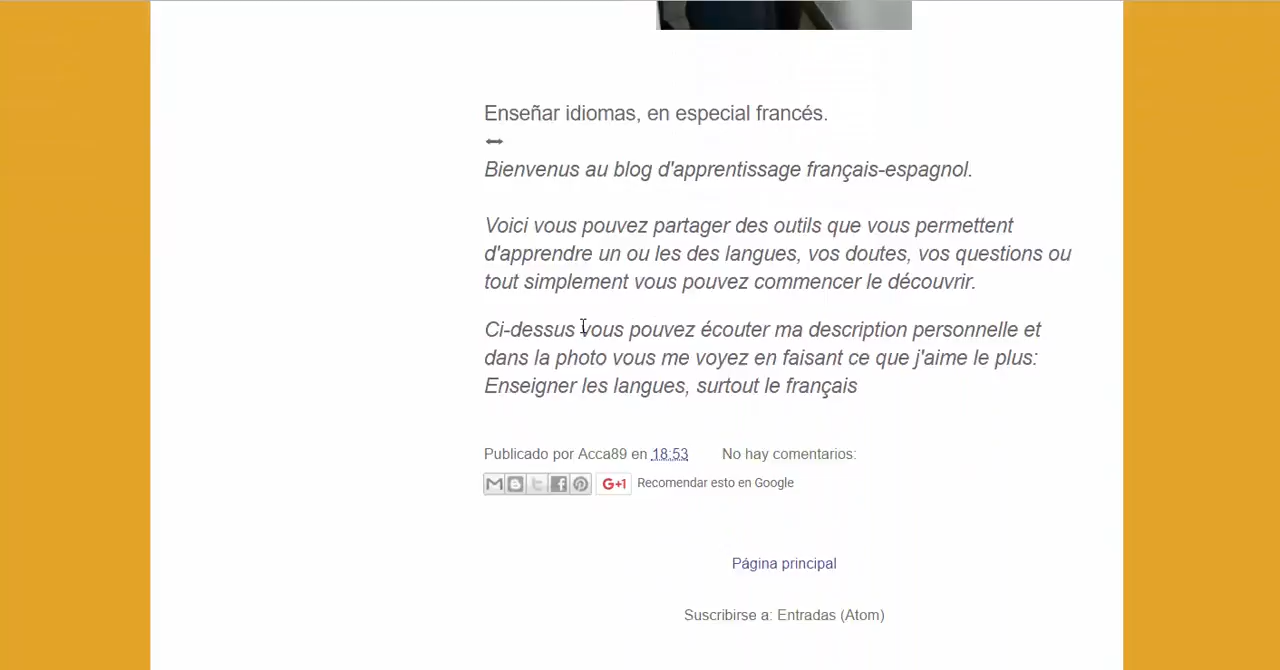 Enseñar idiomas, en especial francés.
Bienvenus au blog d'apprentissage français-espagnol.
Voici vous pouvez partager des outils que vous permettent
d'apprendre un ou les des langues, vos doutes, vos questions ou
tout simplement vous pouvez commencer le découvrir.
Ci-dessus vous pouvez écouter ma description personnelle et
dans la photo vous me voyez en faisant ce que j'aime le plus:
Enseigner les langues, surtout le français
Publicado por Acca89 en 18:53 No hay comentarios:
G+1 Recomendar esto en Google
Página principal
Suscribirse a: Entradas (Atom)